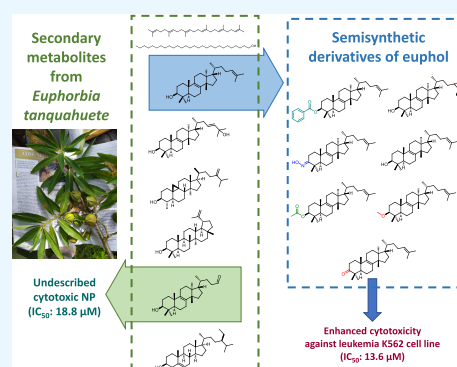 Secondary
metabolites
from
Euphorbia
tanquahuete
Undescribed
cytotoxic NP
(IC50: 18.8 µM)
Semisynthetic
derivatives of euphol
Enhanced cytotoxicity
against leukemia K562 cell line
(IC50: 13.6 µM)